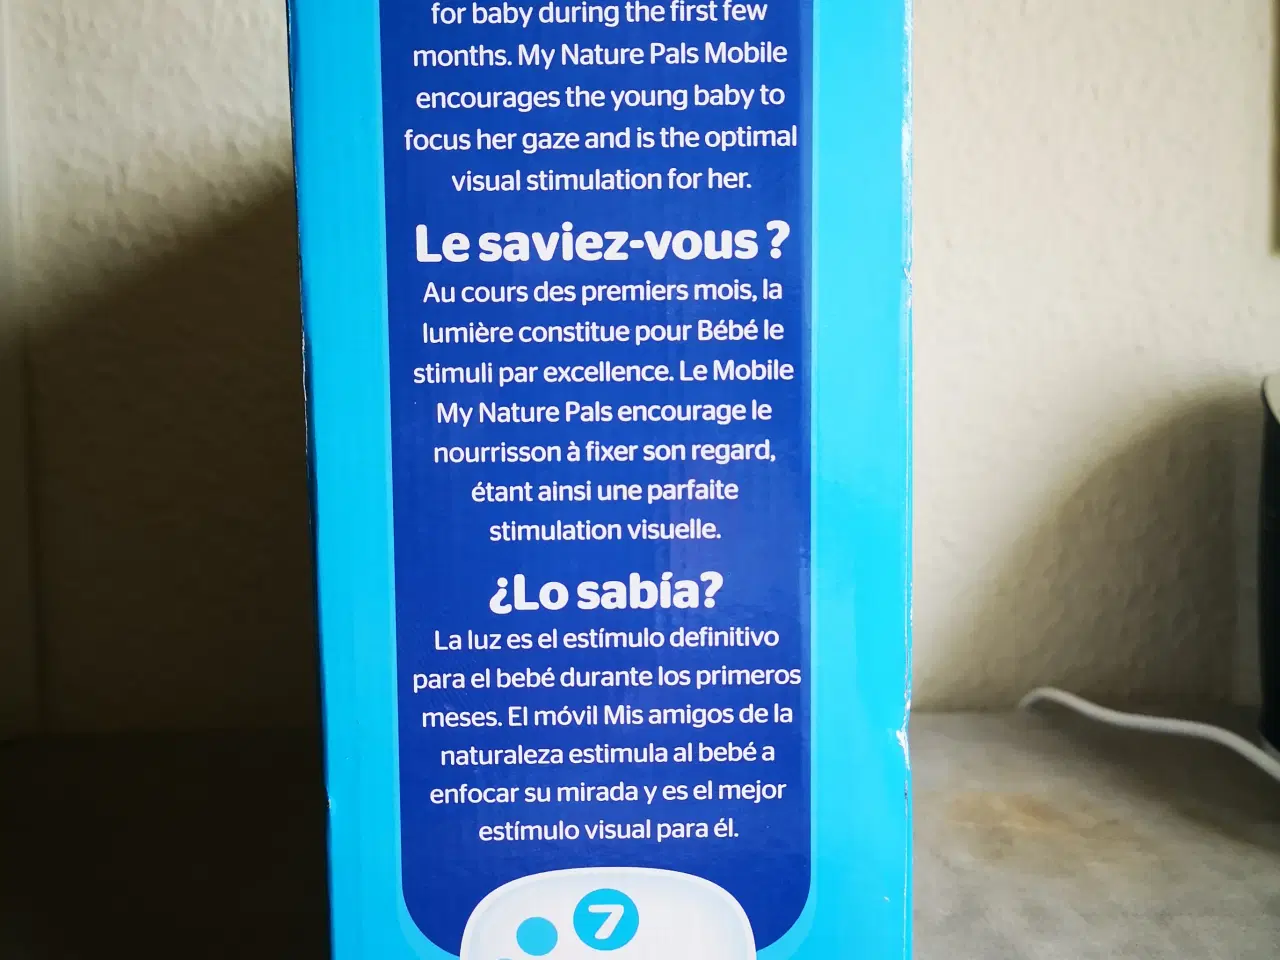 for baby during the first few
months. My Nature Pals Mobile
encourages the young baby to
focus her gaze and is the optimal
visual stimulation for her.
Le saviez-vous ?
Au cours des premiers mois, la
lumière constitue pour Bébé le
stimuli par excellence. Le Mobile
My Nature Pals encourage le
nourrisson à fixer son regard,
étant ainsi une parfaite
stimulation visuelle.
¿Lo sabía?
La luz es el estímulo definitivo
para el bebé durante los primeros
meses. El móvil Mis amigos de la
naturaleza estimula al bebé a
enfocar su mirada y es el mejor
estímulo visual para él.
7